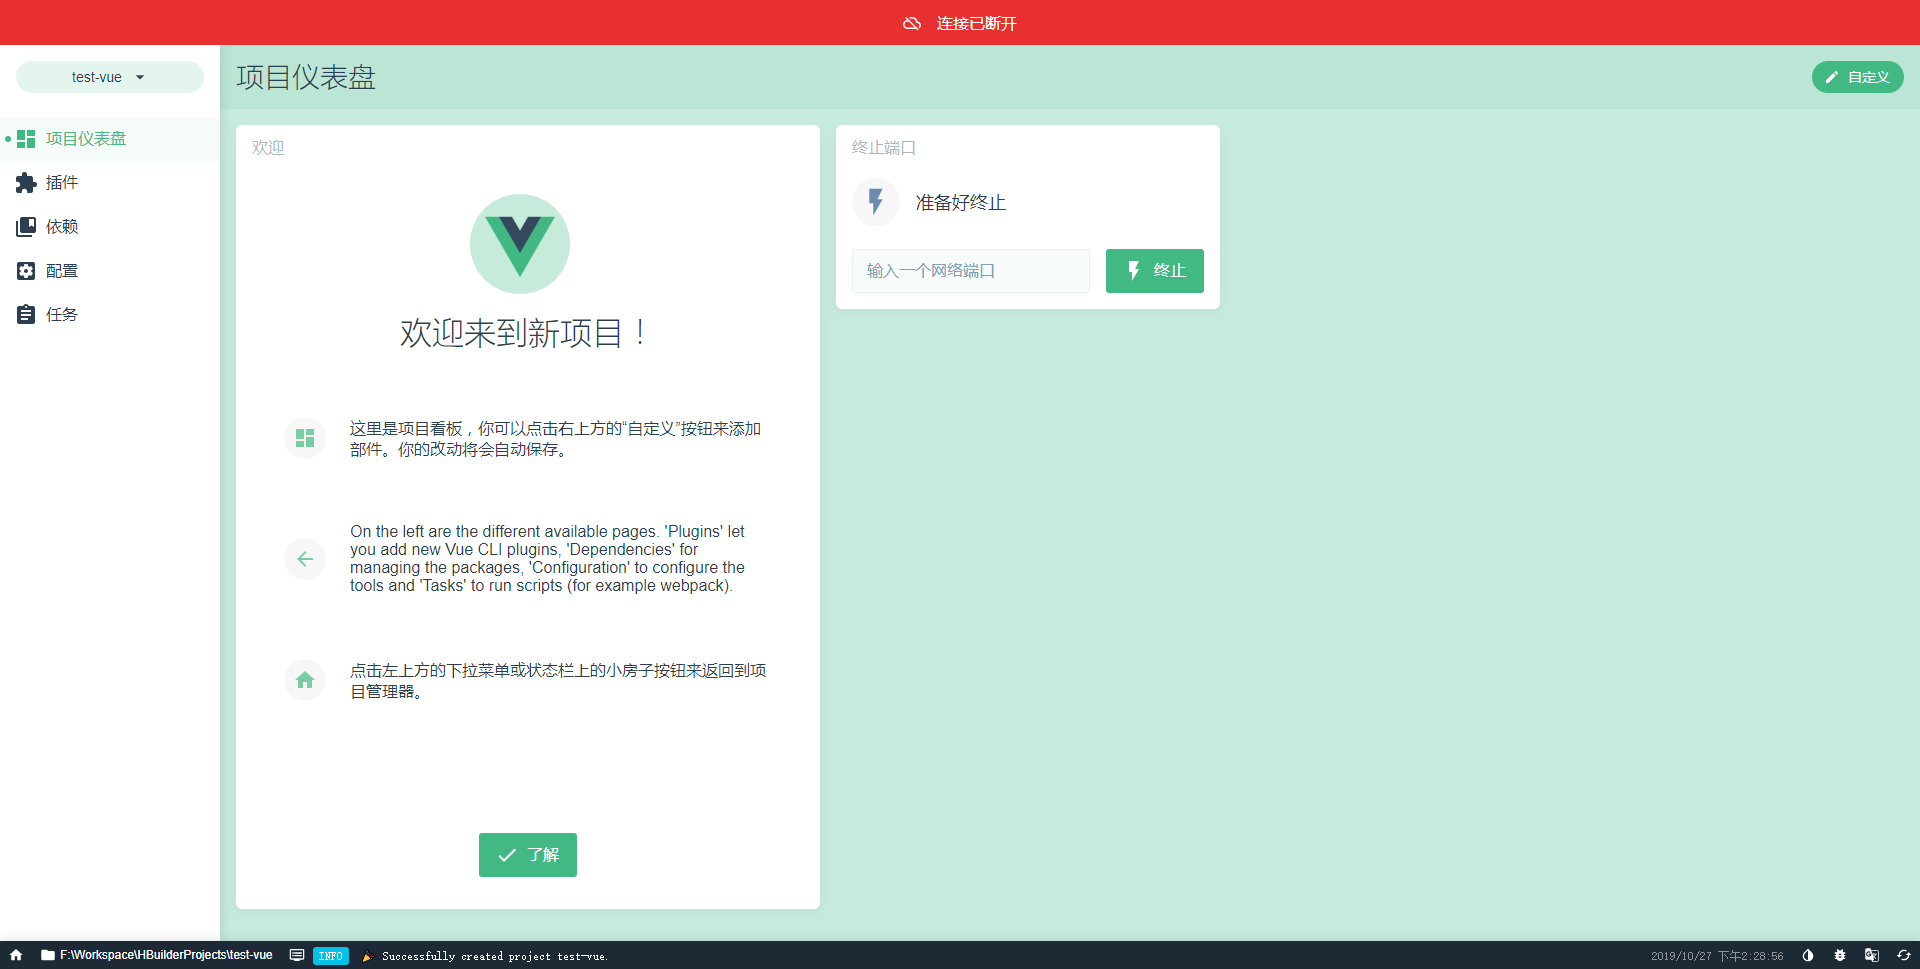 连接已断开
test-vue
项目仪表盘
自定义
项目仪表盘
插件
依赖
配置
任务
欢迎
欢迎来到新项目！
这里是项目看板，你可以点击右上方的“自定义”按钮来添加
部件。你的改动将会自动保存。
On the left are the different available pages. 'Plugins' let
you add new Vue CLI plugins, 'Dependencies' for
managing the packages, 'Configuration' to configure the
tools and 'Tasks' to run scripts (for example webpack).
点击左上方的下拉菜单或状态栏上的小房子按钮来返回到项
目管理器。
了解
终止端口
准备好终止
输入一个网络端口
终止
F:\Workspace\HBuilderProjects\test-vue
INFO
Successfully created project test-vue.
2019/10/27 下午2:28:56